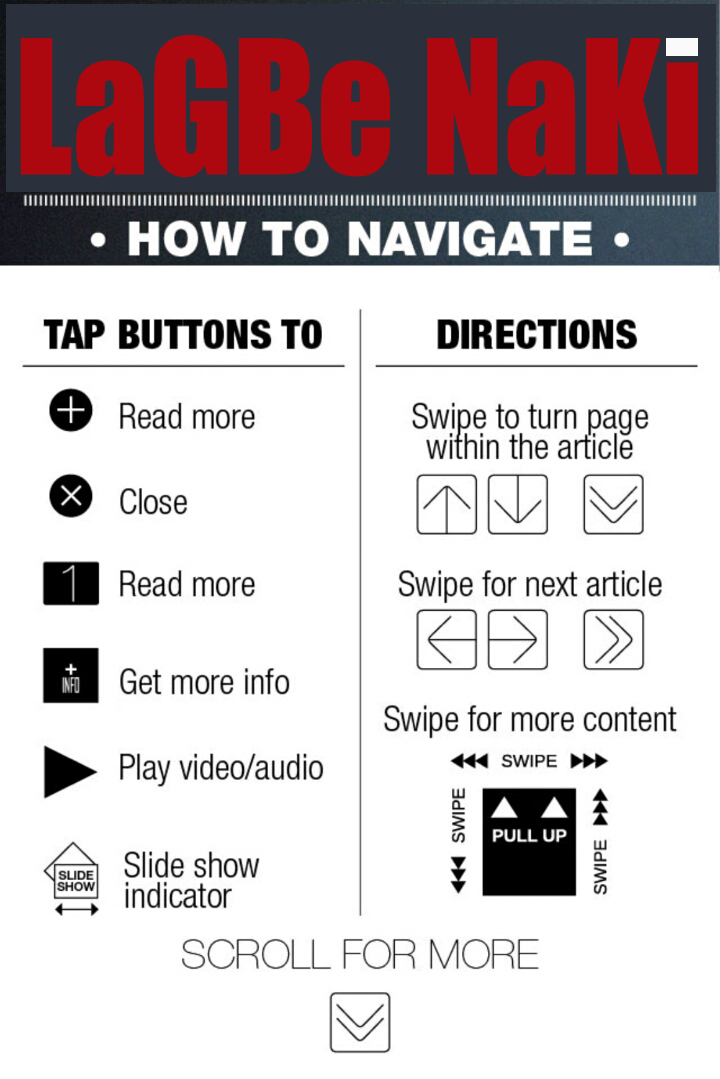 LaGBe NaKi
• HOW TO NAVIGATE •
TAP BUTTONS TO
Read more
Close
1
Read more
+
INFO
Get more info
Play video/audio
SLIDE
SHOW
Slide show
indicator
DIRECTIONS
Swipe to turn page
within the article
Swipe for next article
Swipe for more content
SWIPE
SWIPE
PULL UP
SWIPE
SCROLL FOR MORE